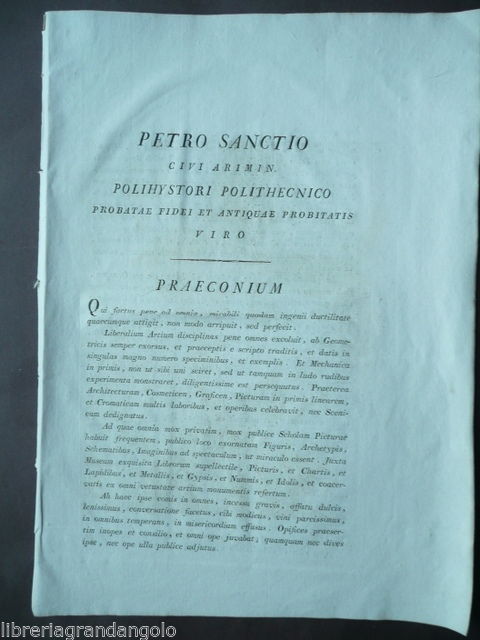 PETRO SANCTIO
CIVI ARIMIN.
POLIHYSTORI POLITHECNICO
PROBATAE FIDEI ET ANTIQUAE PROBITATIS
VIRO
PRAECONIUM
Qui factus pene ad omnia, mirabili quodam ingenii ductilitate
quaecumque attigit, non modo arripuit, sed perfecit.
Liberalium Artium disciplinas pene omnes excoluit, ab Geome-
tricis semper exorsus, et praeceptis e scripto traditis, et datis in
singulas magno numero speciminibus, et exemplis. Et Mechanica
in primis, non ut sibi uni sciret, sed ut tamquam in ludo rudibus
experimenta monstraret, diligentissime est persequutus. Praeterea
Architecturam, Cosmeticen, Graficen, Picturam in primis linearem,
et Cromaticam multis laboribus, et operibus celebravit, nec Sceni-
cam dedignatus.
Ad quae omnia mox privatim, mox publice Scholam Picturae
habuit frequentem, publico loco exornatam Figuris, Archetypis,
Schematibus, Imaginibus ad spectaculum, ut miraculo essent. Juxta
Museum exquisita Librorum supellectile, Picturis, et Chartis, et
Lapidibus, et Metallis, et Gypsis, et Nummis, et Idolis, et coacer-
vatis ex omni vetustate artium monumentis refertum.
Ab haec ipse comis in omnes, incessu gravis, affatu dulcis,
lenissimus, conversatione facetus, cibi modicus, vini parcissimus,
in omnibus temperans, in misericordiam effusus. Opifices praeser-
tim inopes et consilio, et omni ope juvabat; quamquam nec dives
ipse, nec ope ulla publice adjutus.
libreriagrandangolo